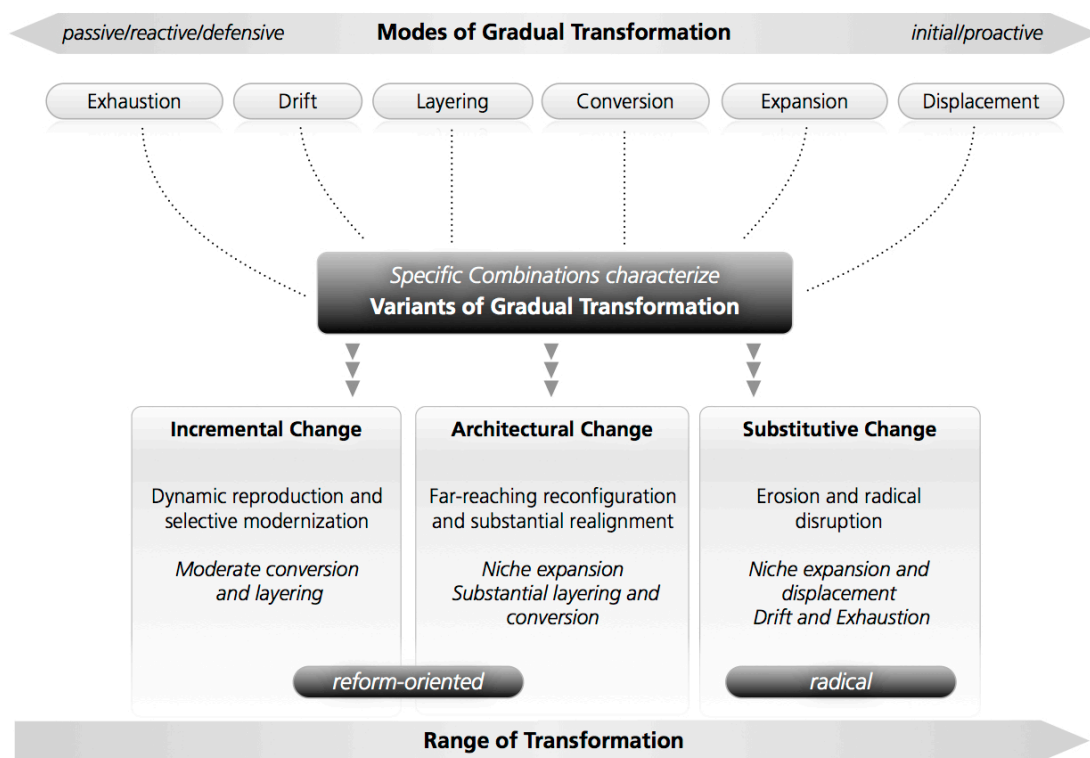 passive/reactive/defensive Modes of Gradual Transformation initial/proactive
Exhaustion Drift Layering Conversion Expansion Displacement
Specific Combinations characterize
Variants of Gradual Transformation
Incremental Change
Dynamic reproduction and
selective modernization
Moderate conversion
and layering
Architectural Change
Far-reaching reconfiguration
and substantial realignment
Niche expansion
Substantial layering and
conversion
Substitutive Change
Erosion and radical
disruption
Niche expansion and
displacement
Drift and Exhaustion
reform-oriented
radical
Range of Transformation